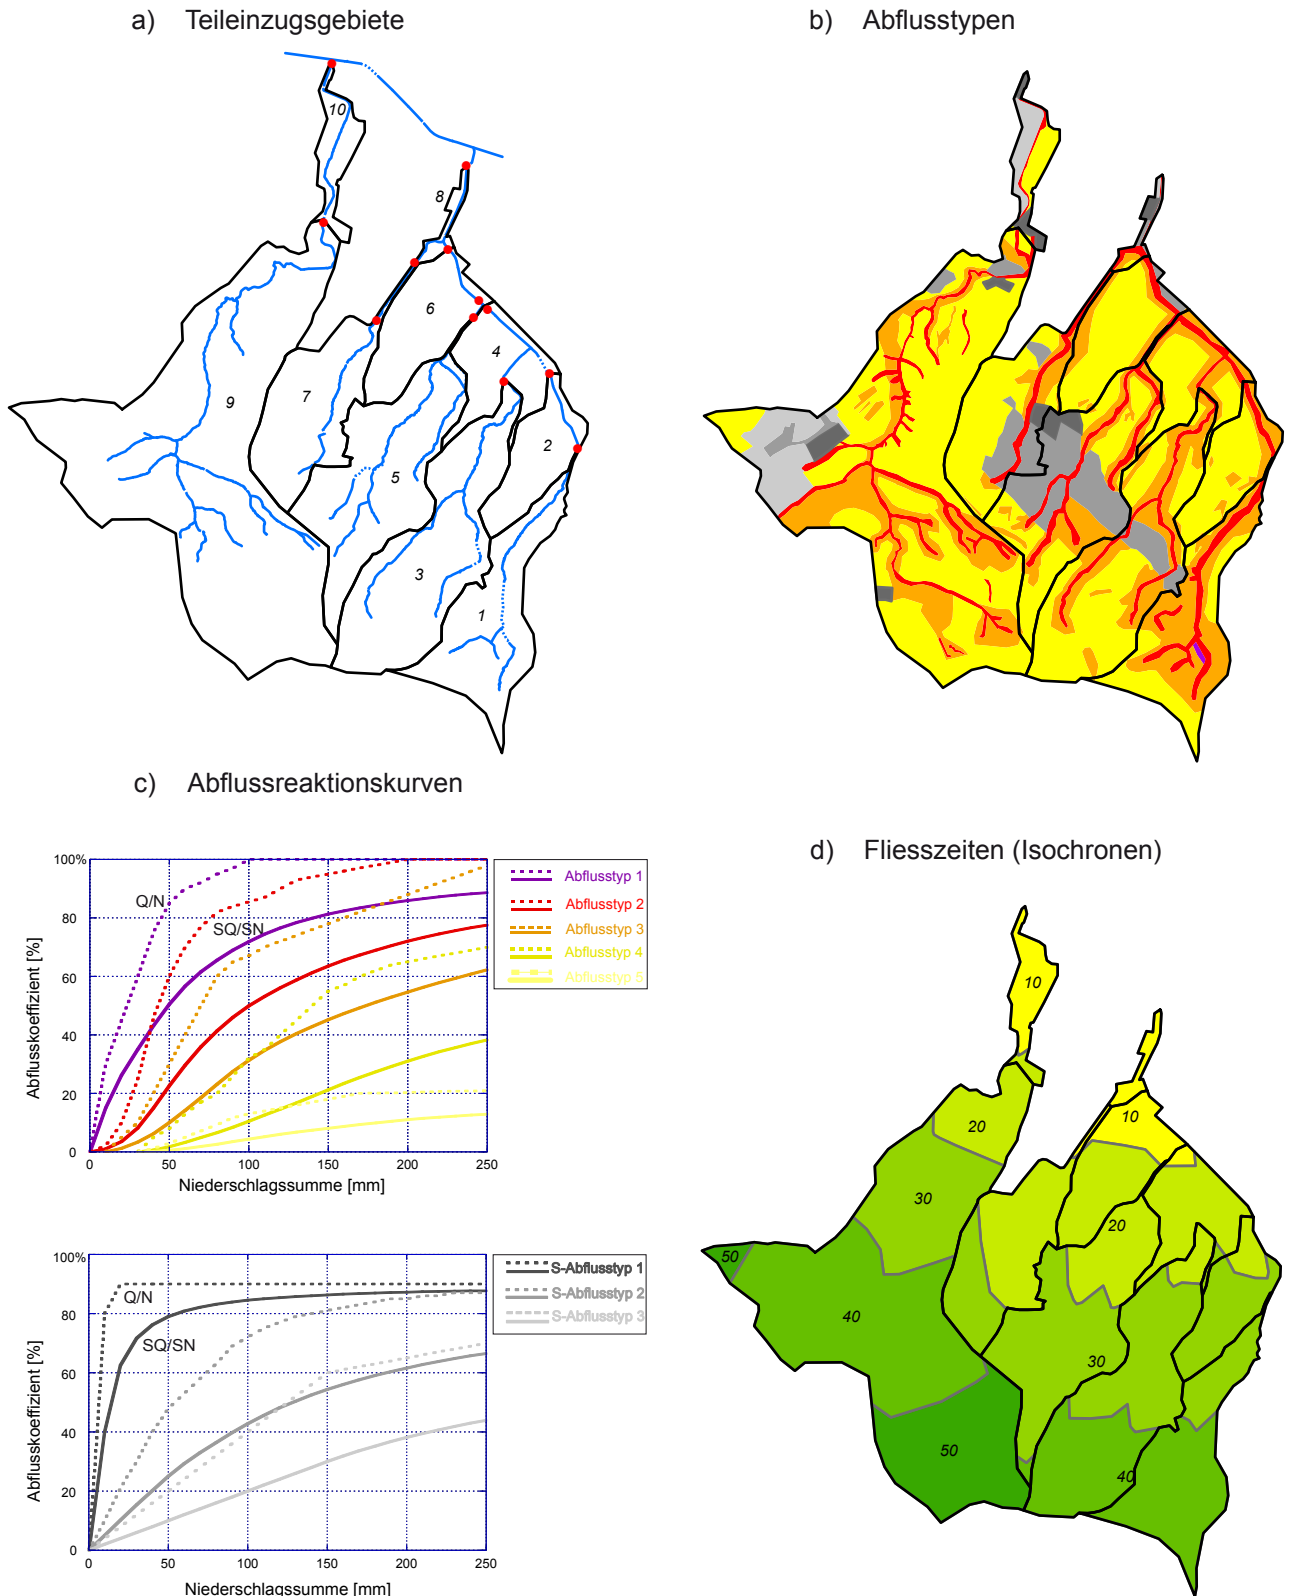 a) Teileinzugsgebiete
10
8
6
4
7
9
2
5
3
1
b) Abflusstypen
c) Abflussreaktionskurven
100%
80
60
40
20
0
0
50
100
150
200
250
Abflusskoeffizient [%]
Niederschlagssumme [mm]
Q/N
SQ/SN
Abflusstyp 1
Abflusstyp 2
Abflusstyp 3
Abflusstyp 4
Abflusstyp 5
100%
80
60
40
20
0
0
50
100
150
200
250
Abflusskoeffizient [%]
Niederschlagssumme [mm]
Q/N
SQ/SN
S-Abflusstyp 1
S-Abflusstyp 2
S-Abflusstyp 3
d) Fliesszeiten (Isochronen)
10
10
20
20
30
50
40
30
50
40